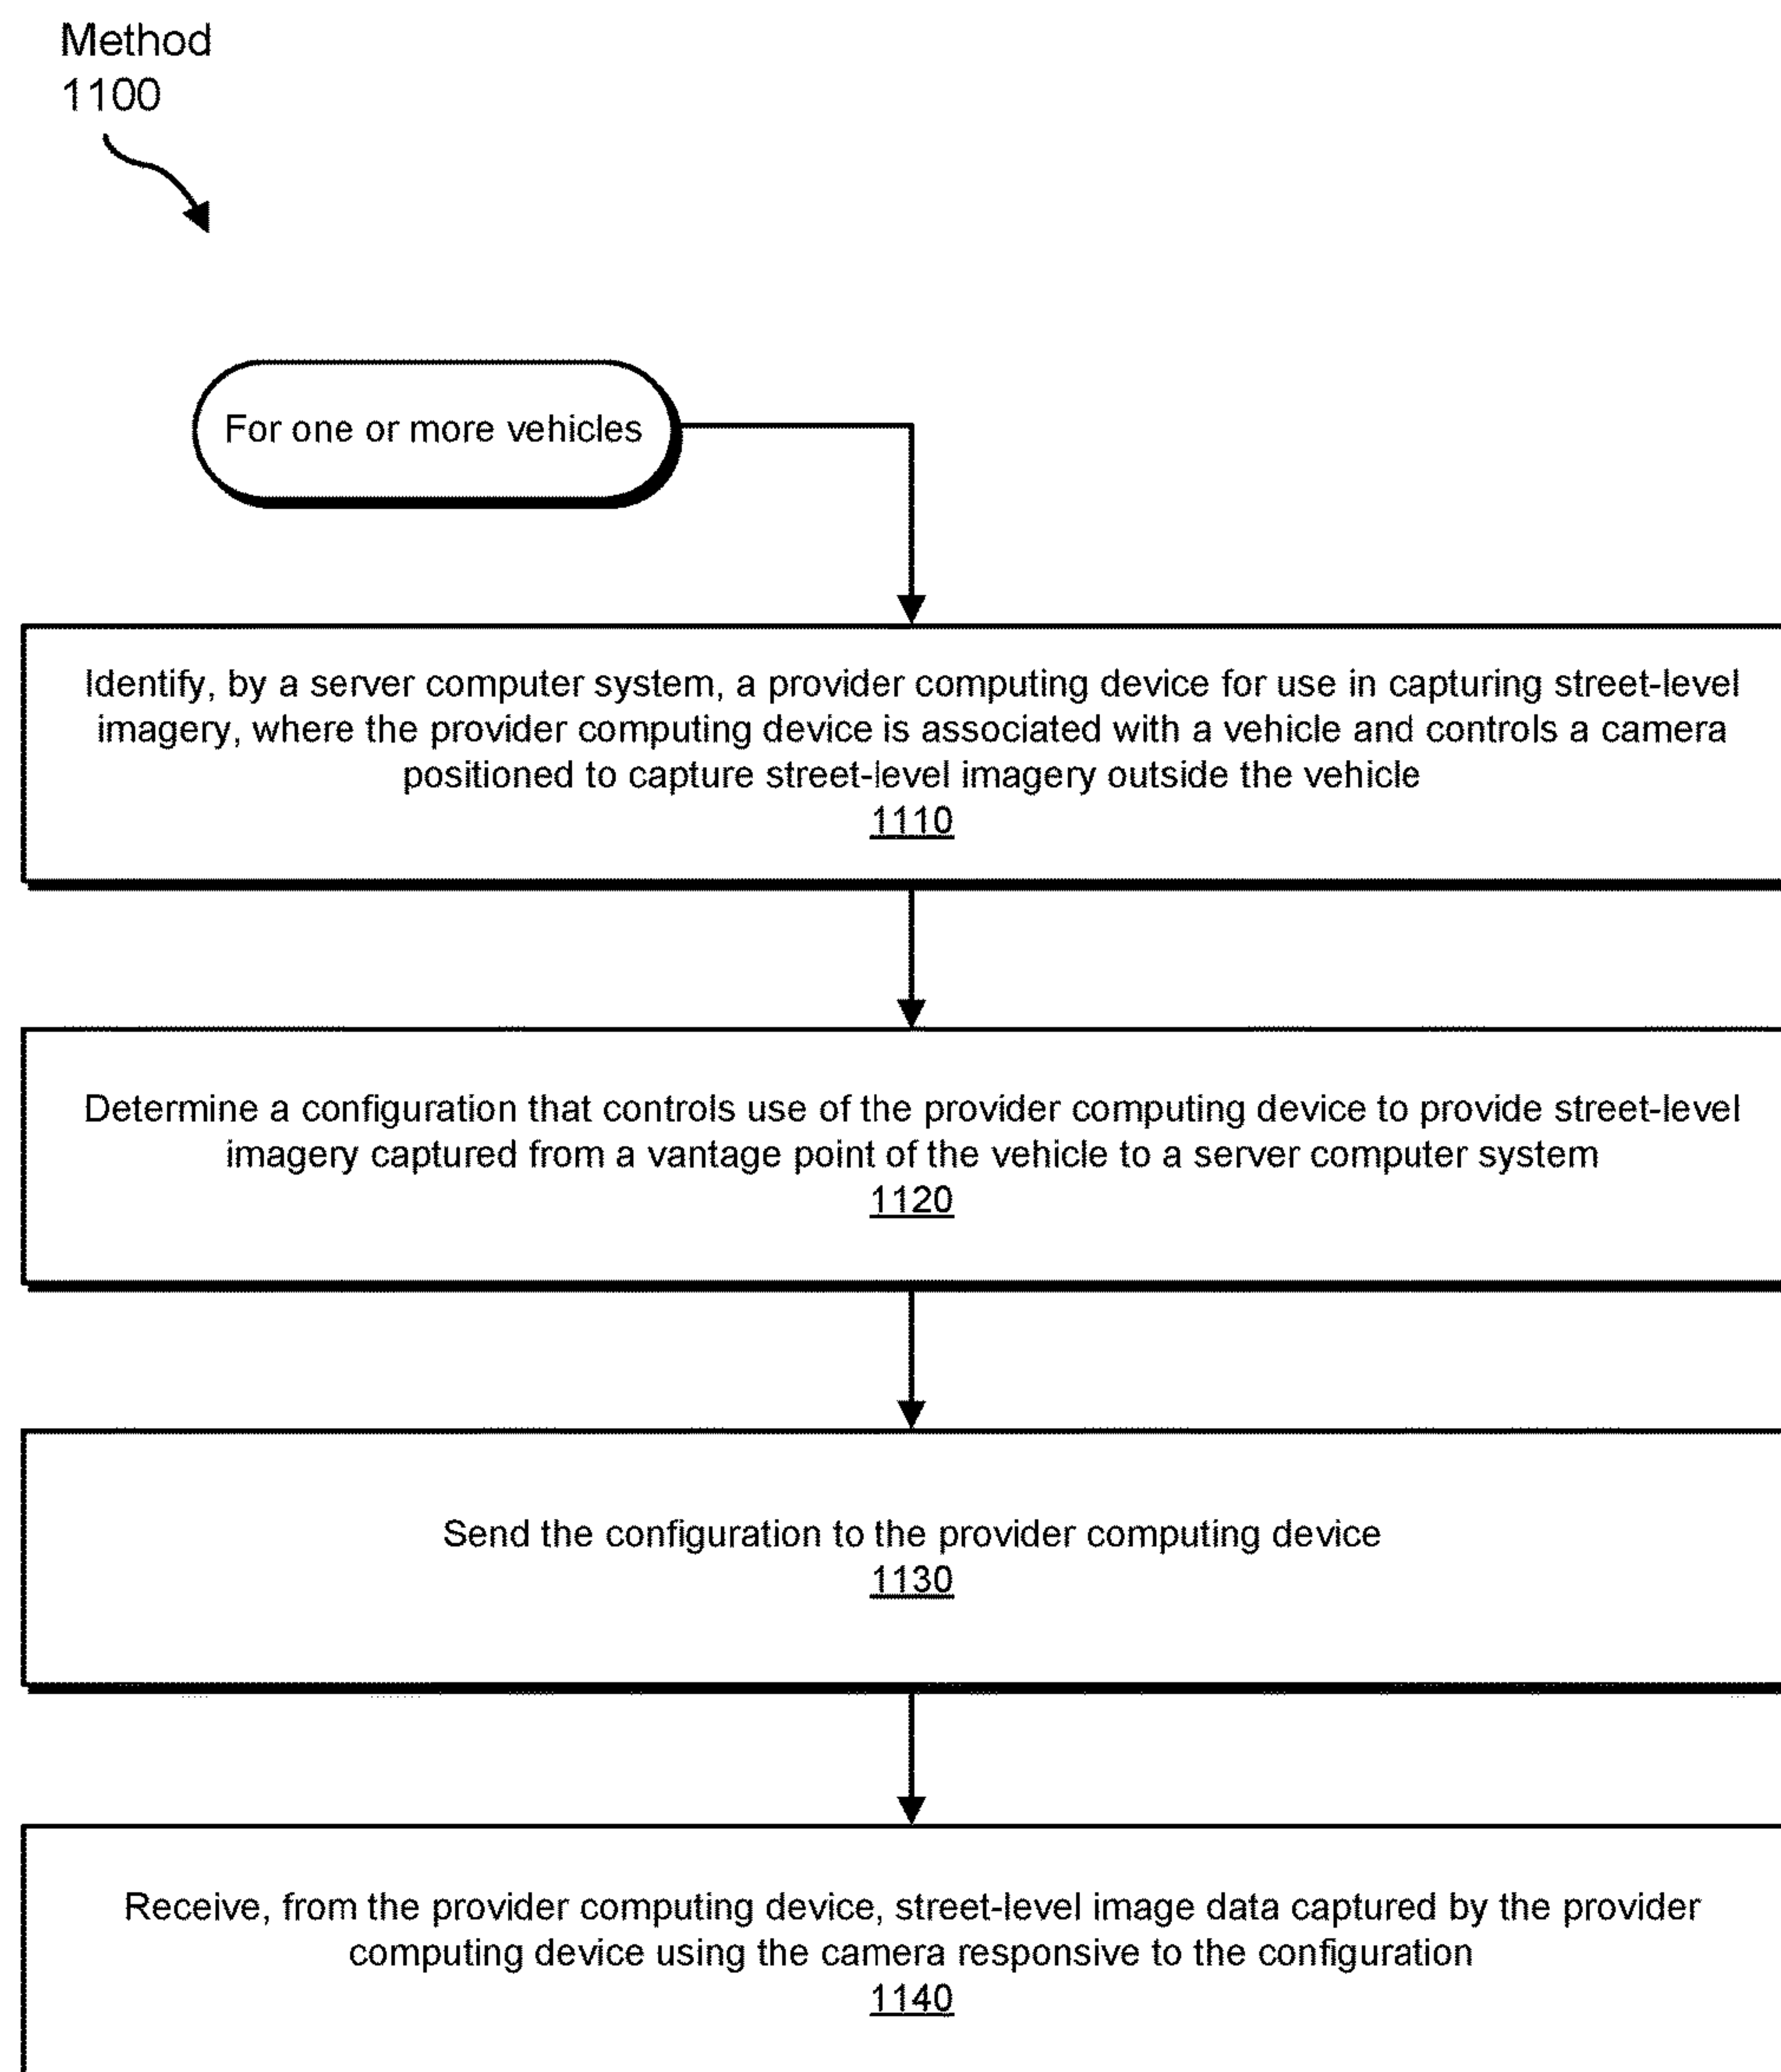 Method
1100
For one or more vehicles
Identify, by a server computer system, a provider computing device for use in capturing street-level
imagery, where the provider computing device is associated with a vehicle and controls a camera
positioned to capture street-level imagery outside the vehicle
1110
Determine a configuration that controls use of the provider computing device to provide street-level
imagery captured from a vantage point of the vehicle to a server computer system
1120
Send the configuration to the provider computing device
1130
Receive, from the provider computing device, street-level image data captured by the provider
computing device using the camera responsive to the configuration
1140